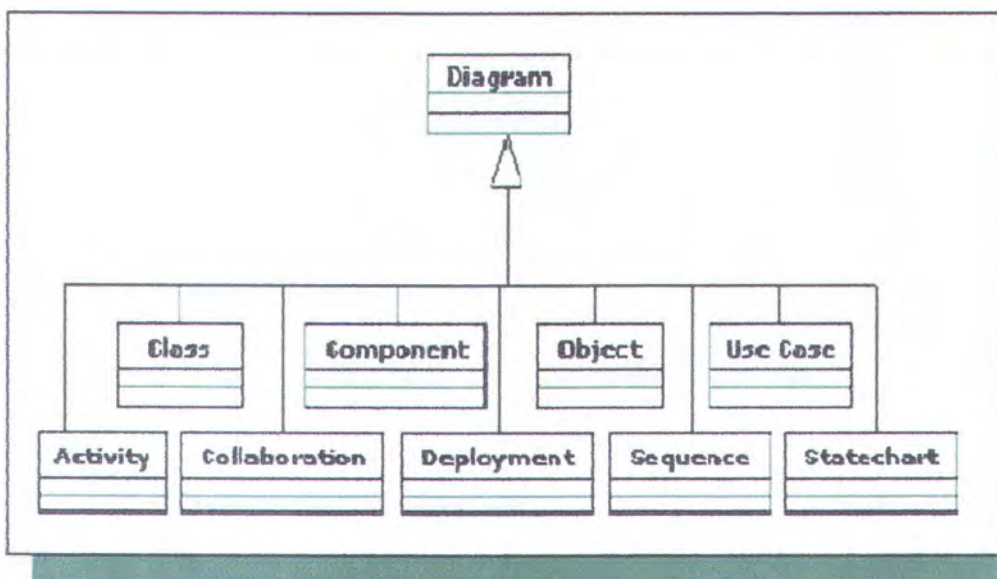 Diagram
Class Component Object Use Case
Activity Collaboration Deployment Sequence Statechart